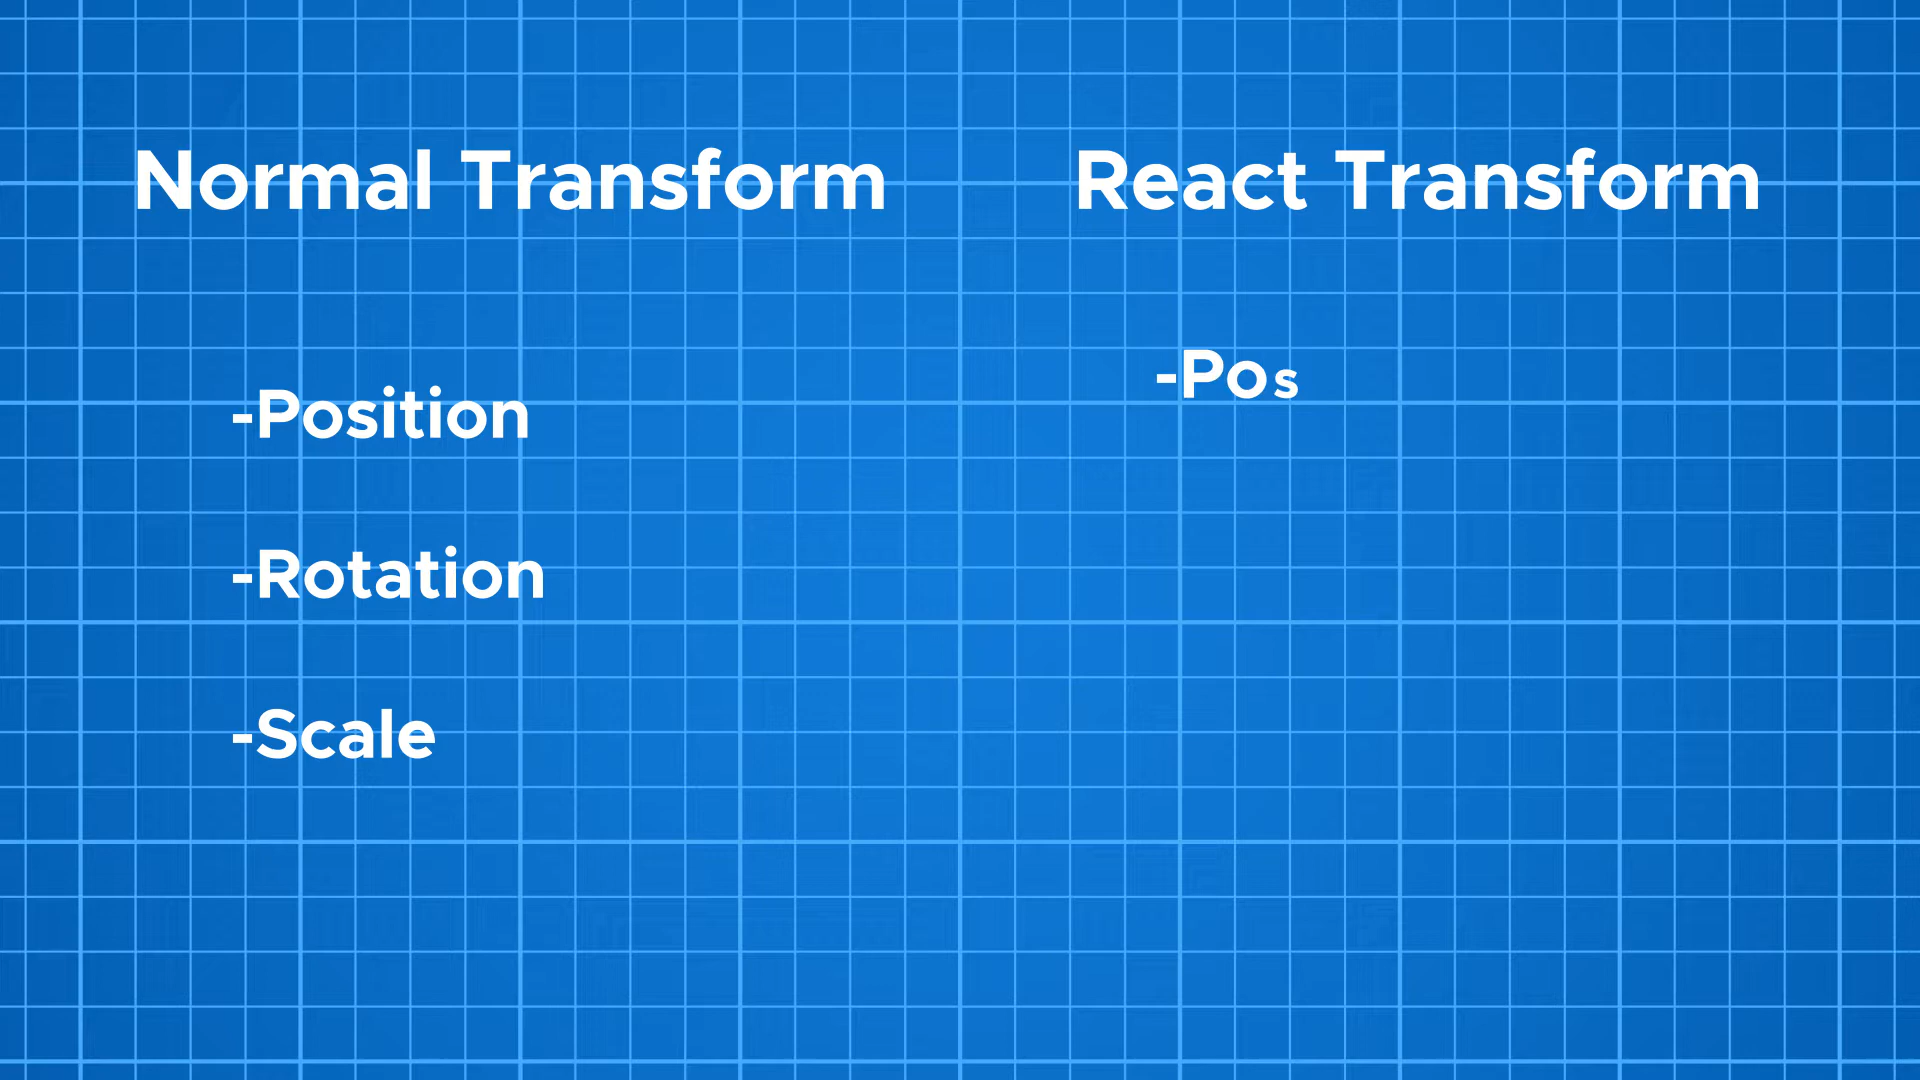 Normal Transform
-Position
-Rotation
-Scale
React Transform
-Pos